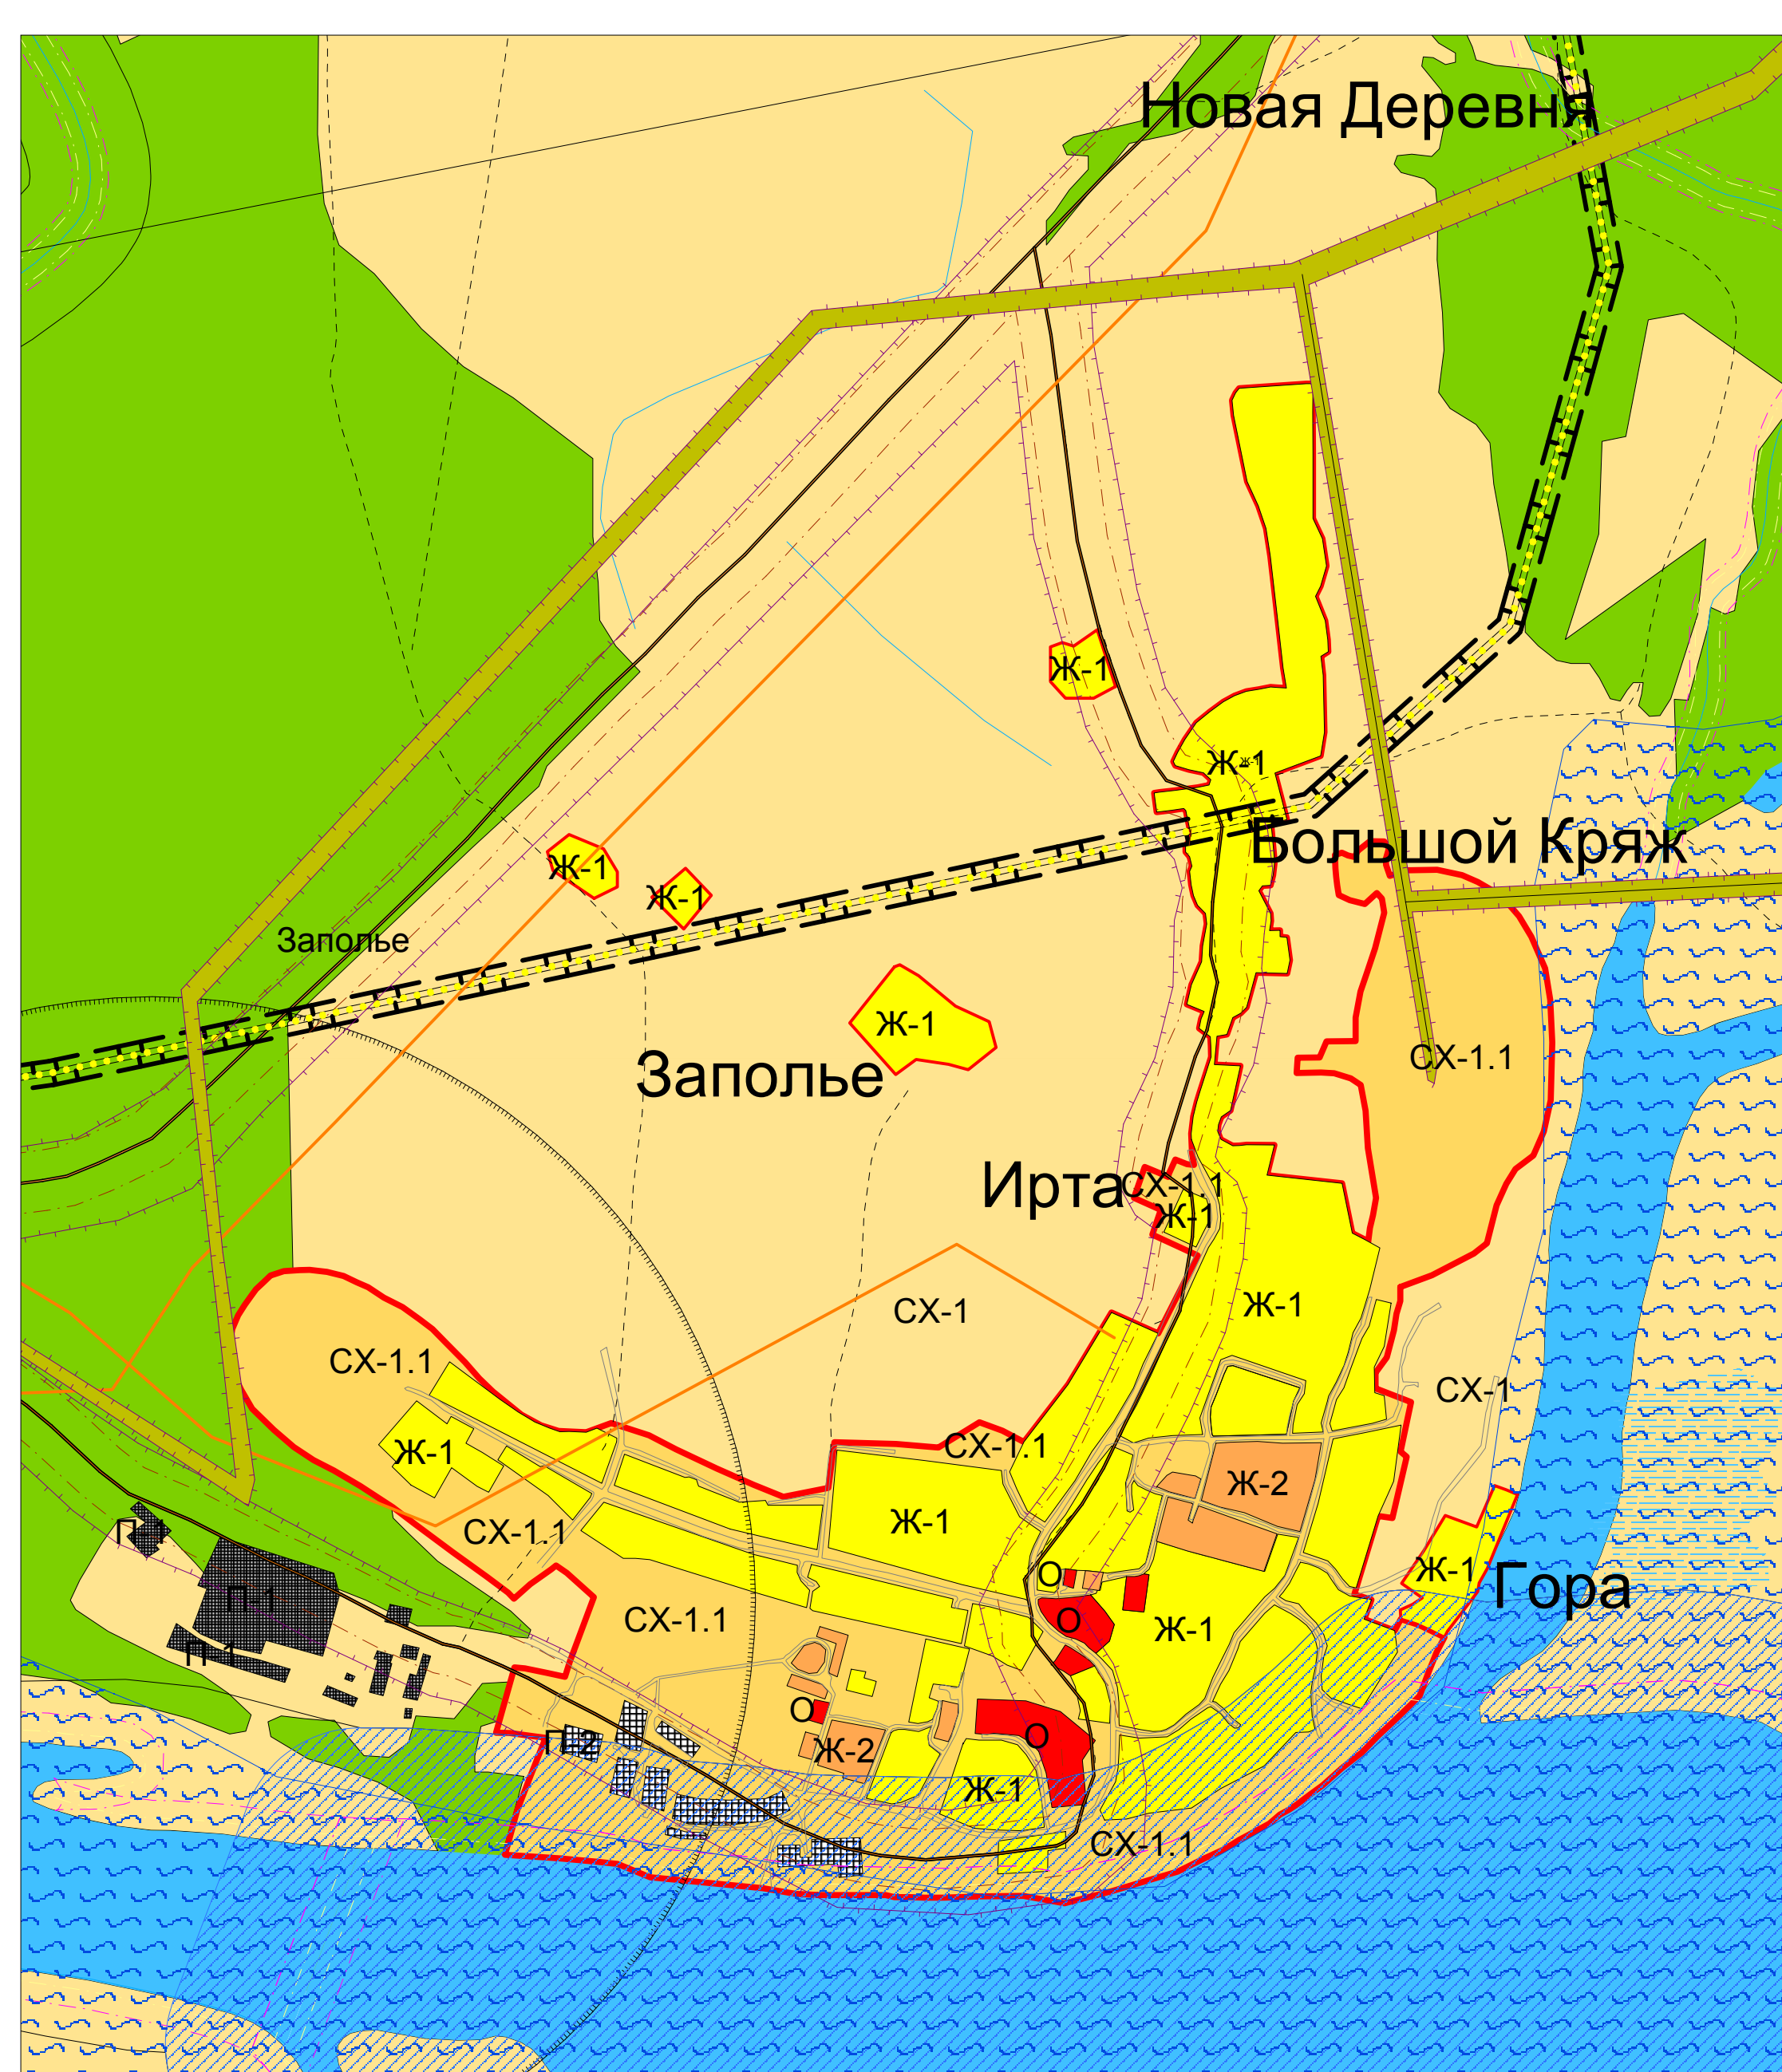 Новая Деревня
Ж-1
Ж-1
Ж-1
Большой Кряж
Ж-1
Ж-1
Заполье
Ж-1
СХ-1.1
Заполье
Ирта
СХ-1.1
Ж-1
Ж-1
СХ-1
СХ-1.1
СХ-1
Ж-1
СХ-1.1
Ж-2
Ж-1
СХ-1.1
П-1
Ж-1
О
Гора
П-1
СХ-1.1
О
Ж-1
П-1
О
О
П-2
Ж-2
Ж-1
СХ-1.1